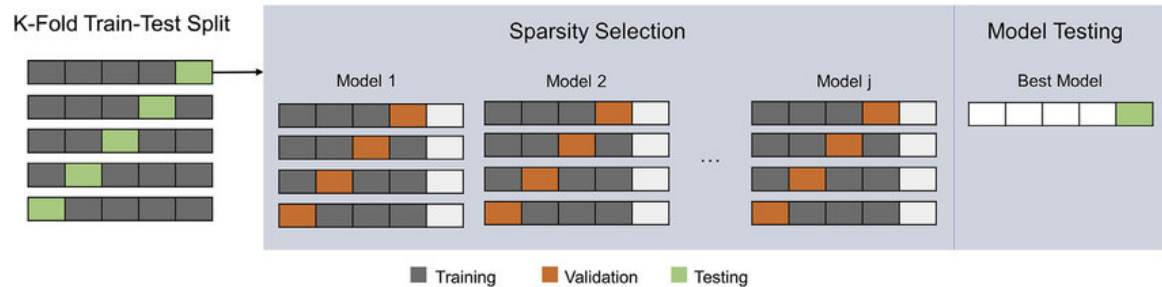 K-Fold Train-Test Split
Sparsity Selection
Model Testing
Model 1
Model 2
Model j
Best Model
...
Training
Validation
Testing